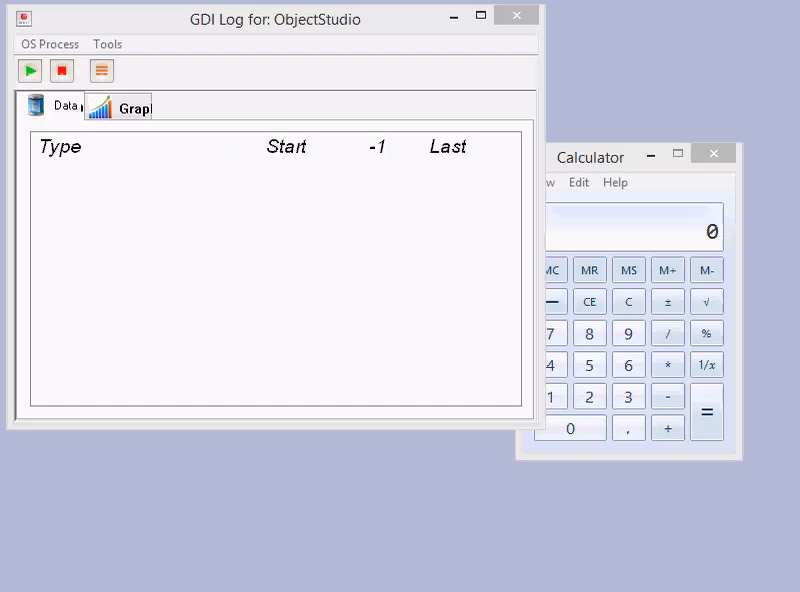 GDI Log for: ObjectStudio
OS Process Tools
Data Grap
Type Start -1 Last
Calculator
w Edit Help
0
MC MR MS M+ M-
CE C ± √
7 8 9 / %
4 5 6 * 1/x
1 2 3 - =
0 , +